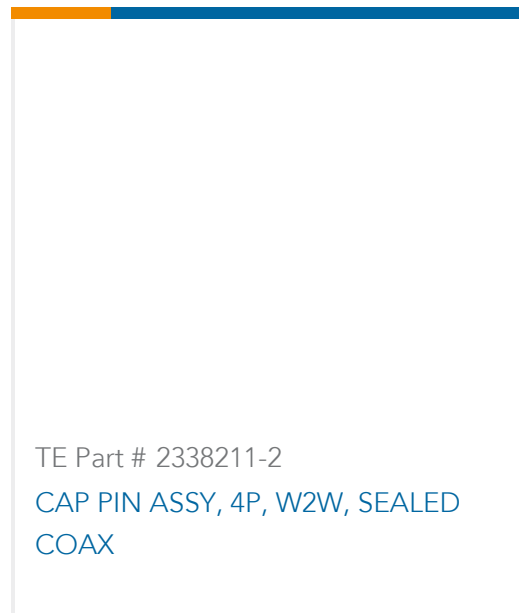 TE Part # 2338211-2
CAP PIN ASSY, 4P, W2W, SEALED
COAX